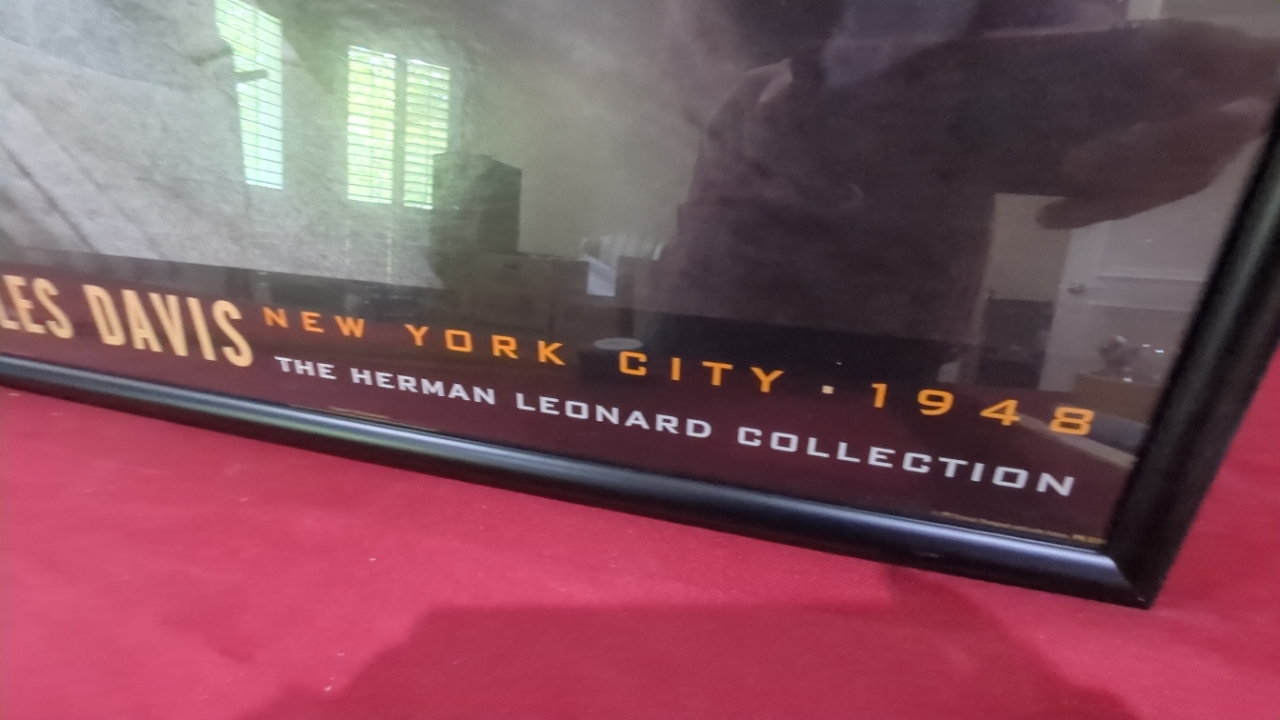 LES DAVIS
NEW YORK CITY · 1948
THE HERMAN LEONARD COLLECTION